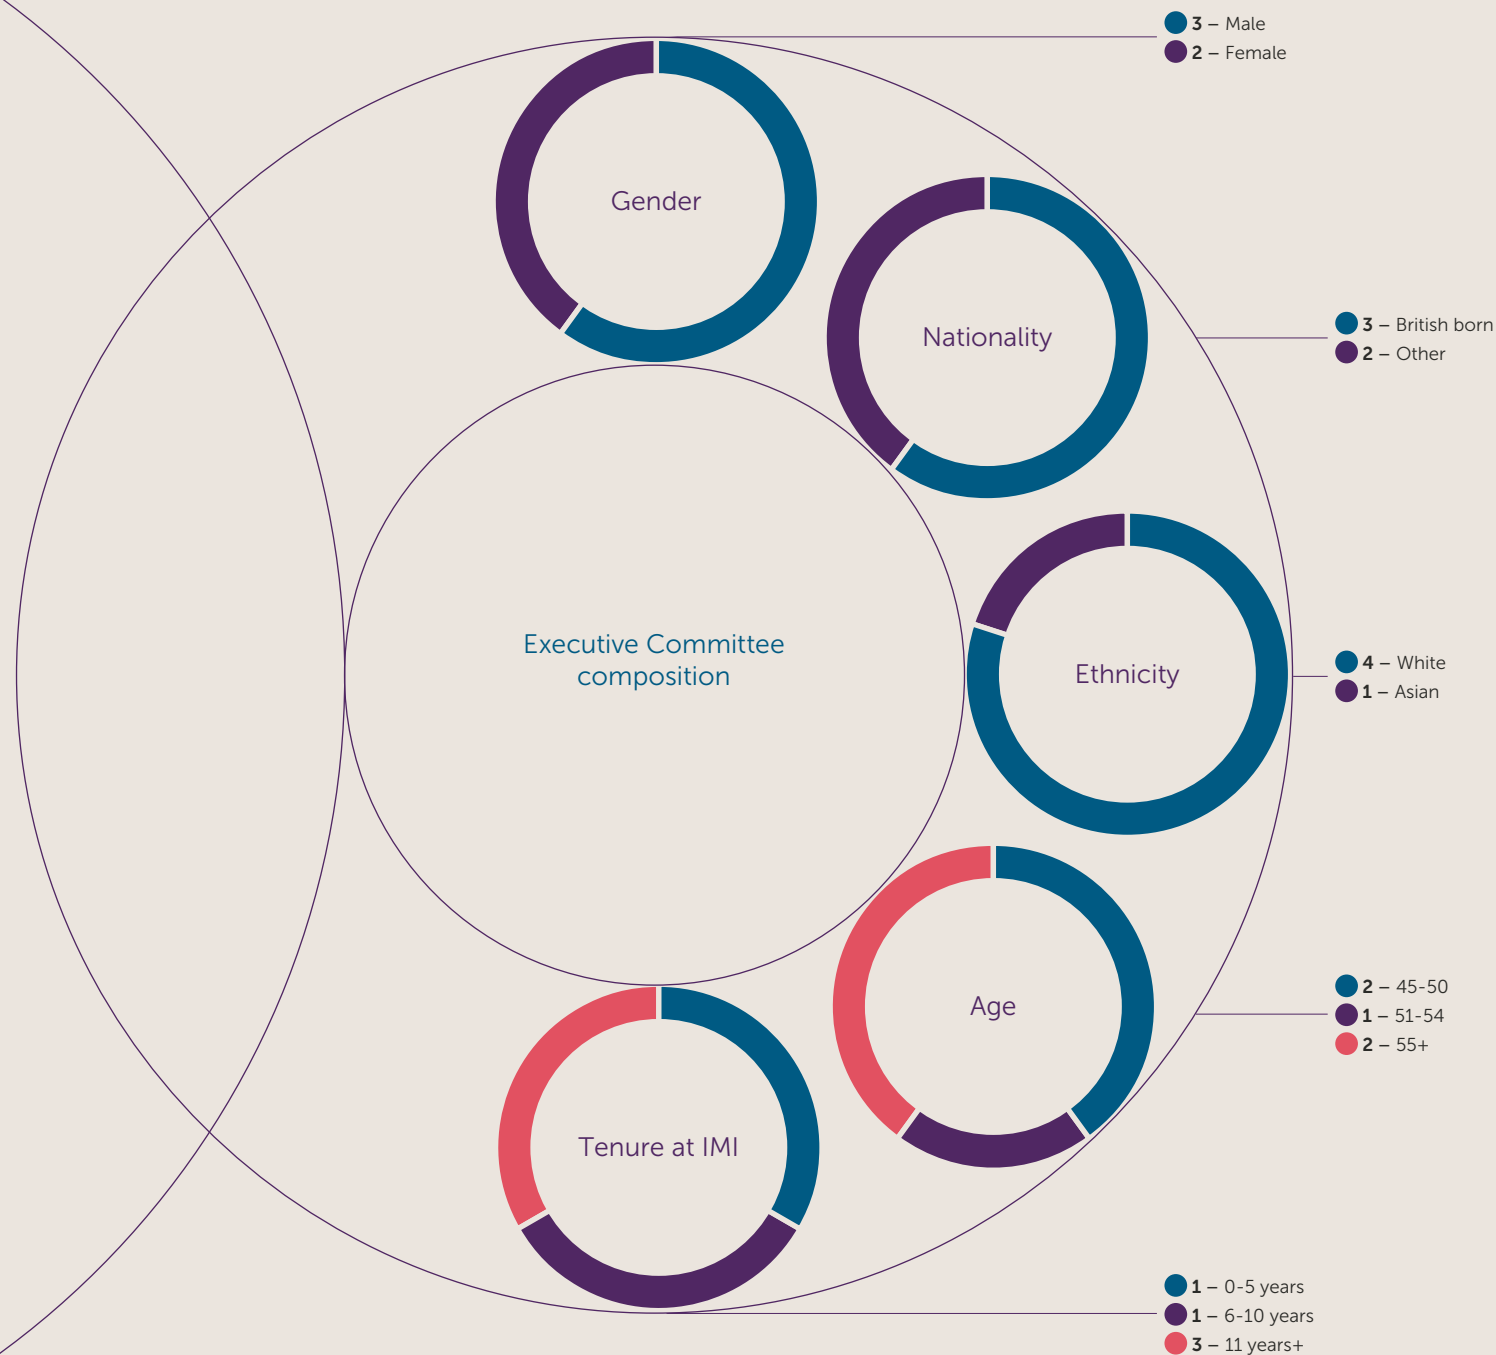 3 – Male
2 – Female
Gender
Nationality
3 – British born
2 – Other
Executive Committee
composition
Ethnicity
4 – White
1 – Asian
Age
2 – 45-50
1 – 51-54
2 – 55+
Tenure at IMI
1 – 0-5 years
1 – 6-10 years
3 – 11 years+